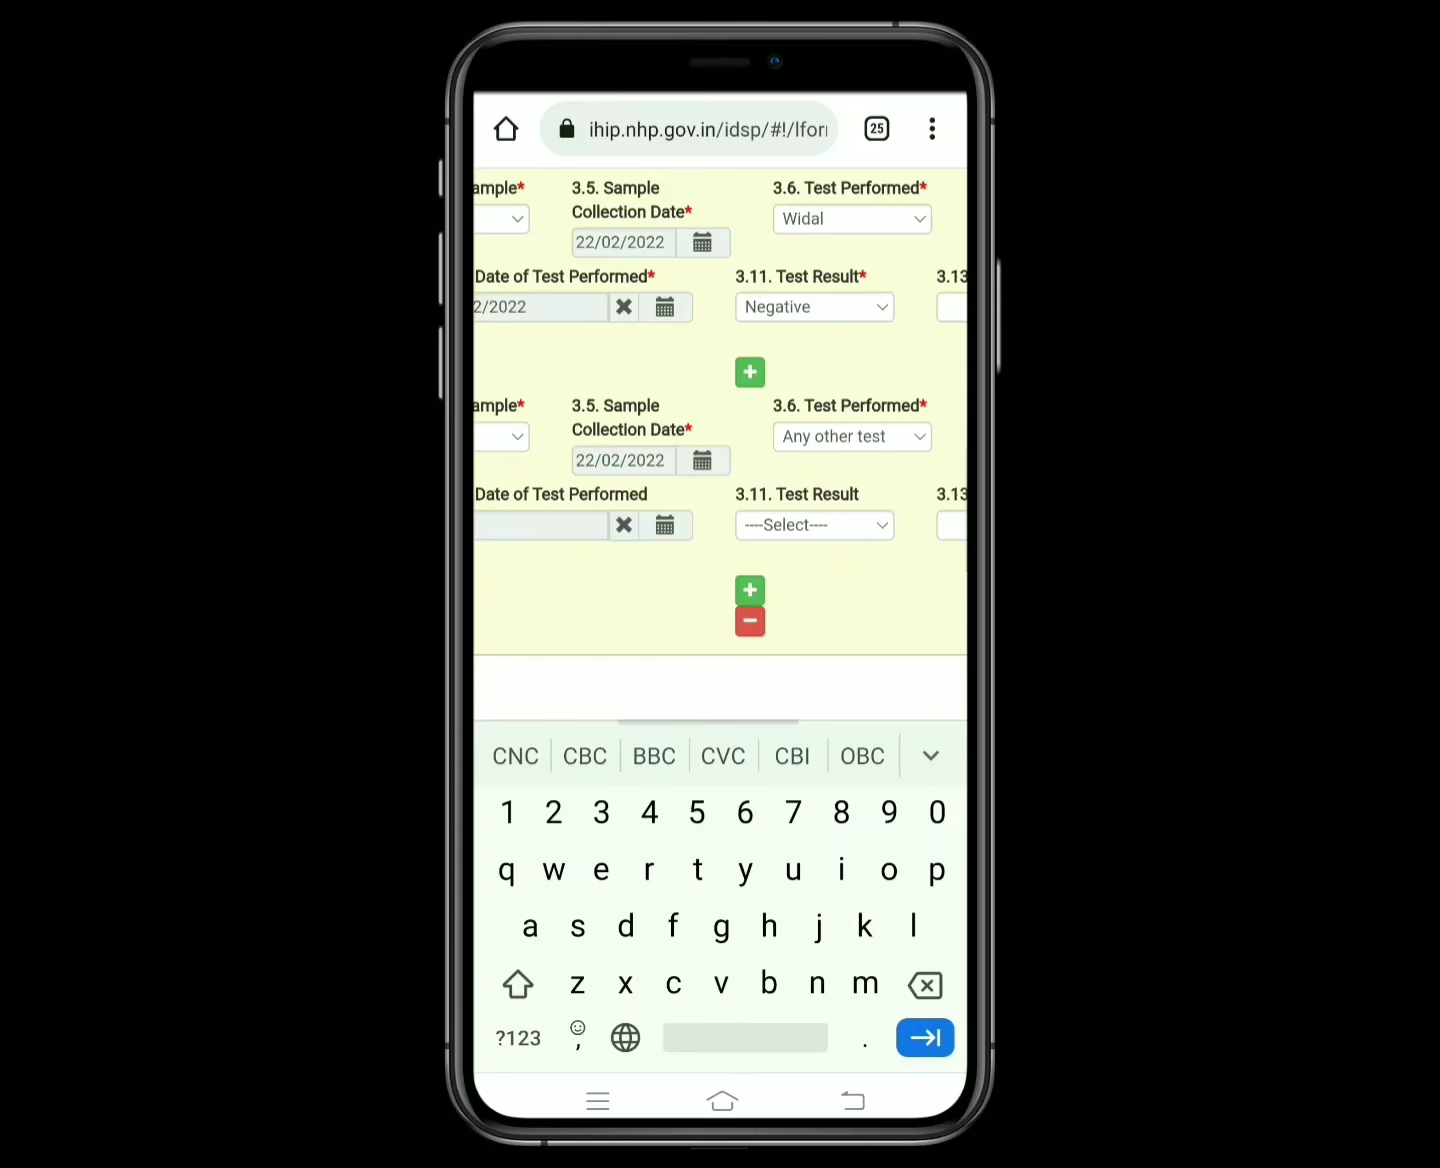 ihip.nhp.gov.in/idsp/#!/lfor
25
ample*
3.5. Sample
Collection Date*
3.6. Test Performed*
Widal
22/02/2022
Date of Test Performed*
3.11. Test Result*
3.13
2/2022
Negative
ample*
3.5. Sample
Collection Date*
3.6. Test Performed*
Any other test
22/02/2022
Date of Test Performed
3.11. Test Result
3.13
----Select----
CNC CBC BBC CVC CBI OBC
1 2 3 4 5 6 7 8 9 0
q w e r t y u i o p
a s d f g h j k l
z x c v b n m
?123 , .